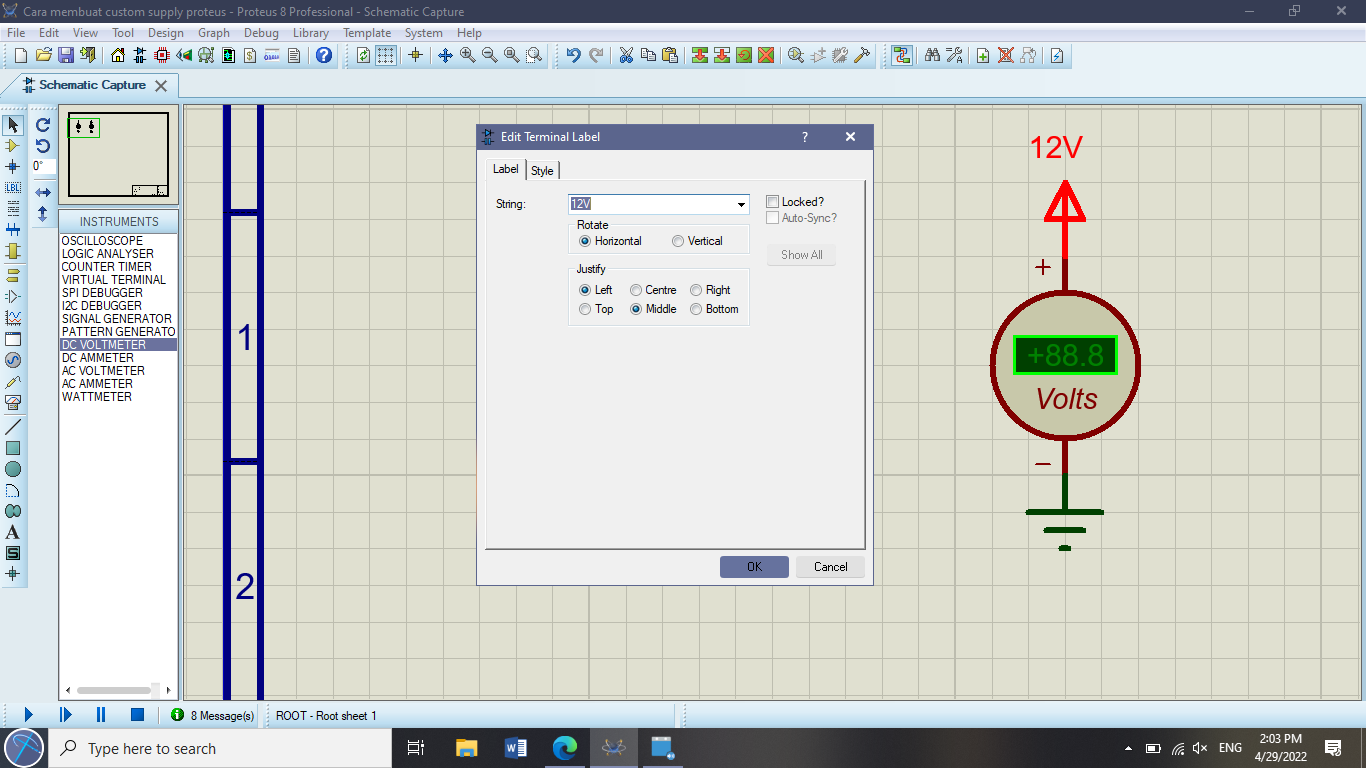 Cara membuat custom supply proteus - Proteus 8 Professional - Schematic Capture
File Edit View Tool Design Graph Debug Library Template System Help
Schematic Capture
LBL
0°
A
INSTRUMENTS
OSCILLOSCOPE
LOGIC ANALYSER
COUNTER TIMER
VIRTUAL TERMINAL
SPI DEBUGGER
I2C DEBUGGER
SIGNAL GENERATOR
PATTERN GENERATO
DC VOLTMETER
DC AMMETER
AC VOLTMETER
AC AMMETER
WATTMETER
1
2
Edit Terminal Label
Label Style
String: 12V
Locked?
Auto-Sync?
Show All
Rotate
Horizontal Vertical
Justify
Left Centre Right
Top Middle Bottom
OK Cancel
12V
+
+88.8
Volts
8 Message(s) ROOT - Root sheet 1
Type here to search
ENG
2:03 PM
4/29/2022